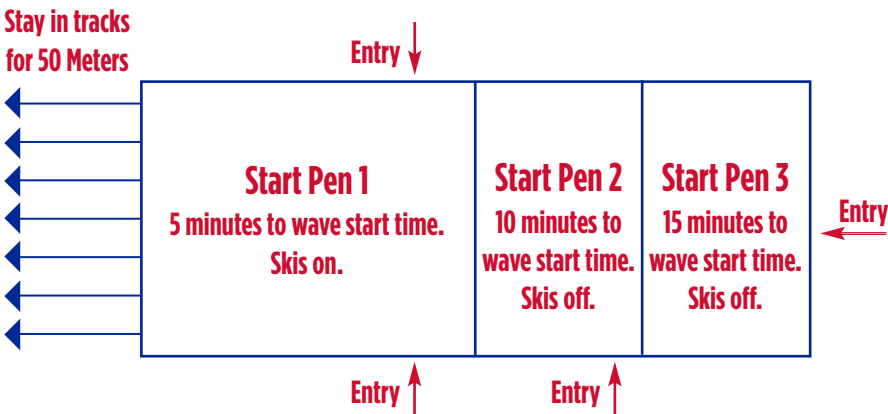 Stay in tracks
for 50 Meters
Entry
Start Pen 1
5 minutes to wave start time.
Skis on.
Start Pen 2
10 minutes to
wave start time.
Skis off.
Start Pen 3
15 minutes to
wave start time.
Skis off.
Entry
Entry
Entry